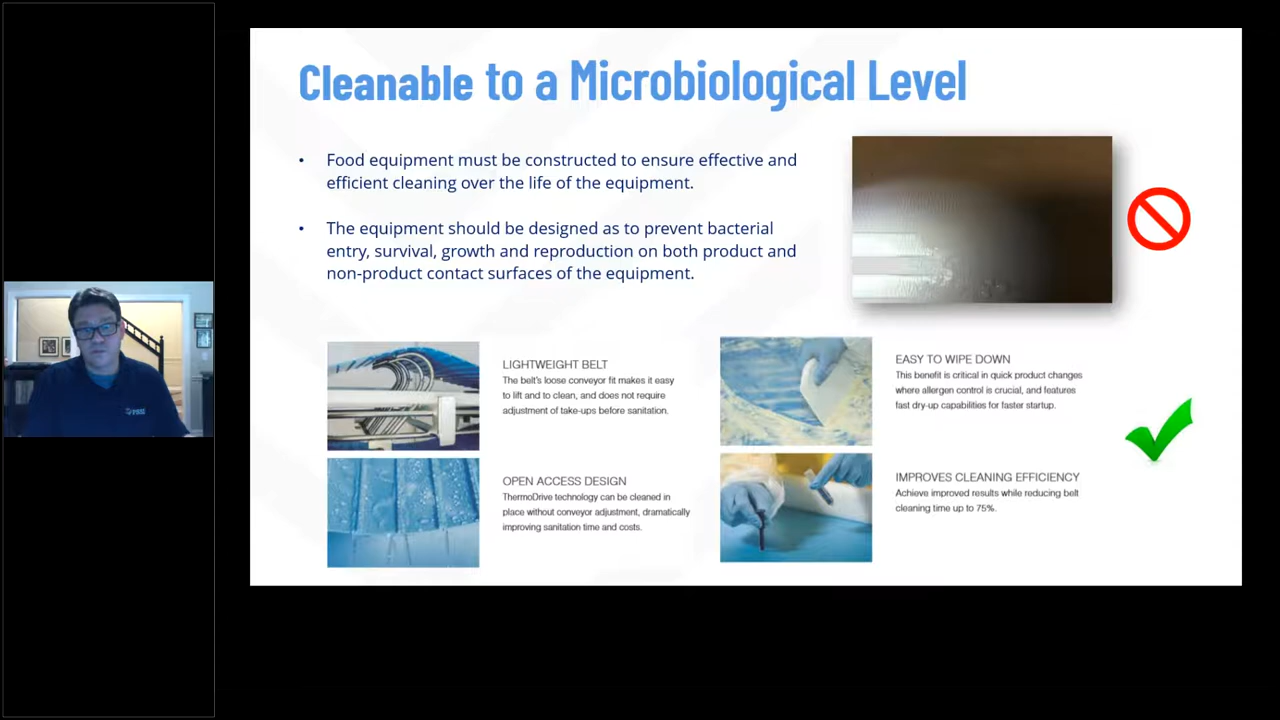 Cleanable to a Microbiological Level
• Food equipment must be constructed to ensure effective and
efficient cleaning over the life of the equipment.
• The equipment should be designed as to prevent bacterial
entry, survival, growth and reproduction on both product and
non-product contact surfaces of the equipment.
LIGHTWEIGHT BELT
The belt's loose conveyor fit makes it easy
to lift and to clean, and does not require
adjustment of take-ups before sanitation.
EASY TO WIPE DOWN
This benefit is critical in quick product changes
where allergen control is crucial, and features
fast dry-up capabilities for faster startup.
OPEN ACCESS DESIGN
ThermoDrive technology can be cleaned in
place without conveyor adjustment, dramatically
improving sanitation time and costs.
IMPROVES CLEANING EFFICIENCY
Achieve improved results while reducing belt
cleaning time up to 75%.